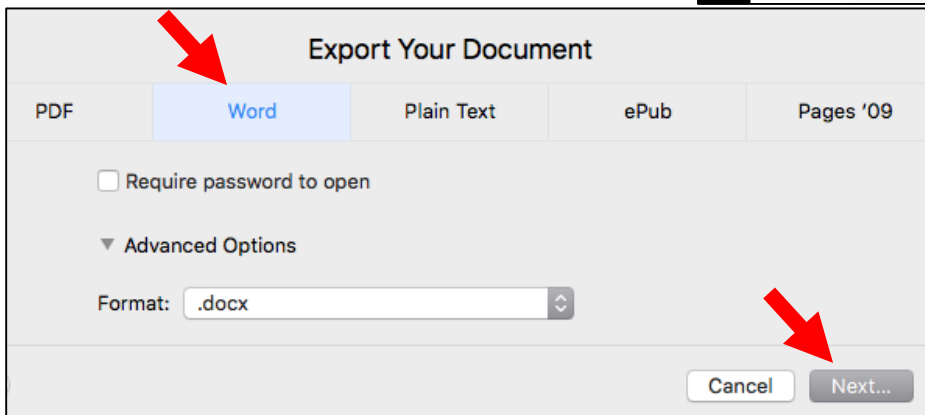 Export Your Document
PDF Word Plain Text ePub Pages '09
Require password to open
Advanced Options
Format: .docx
Cancel Next...